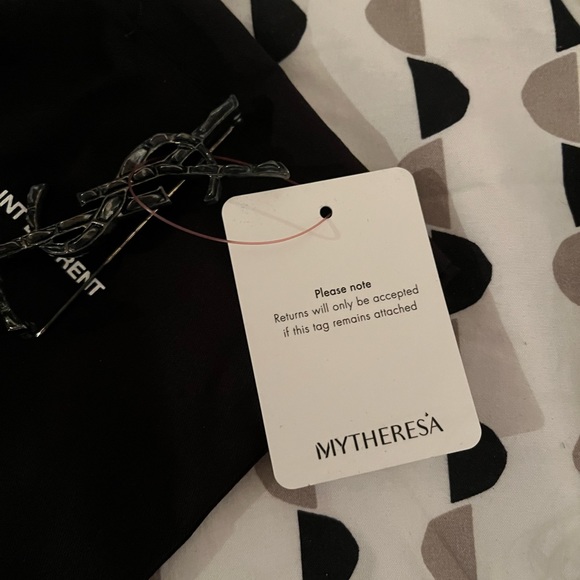 Please note
Returns will only be accepted
if this tag remains attached
MYTHERESA